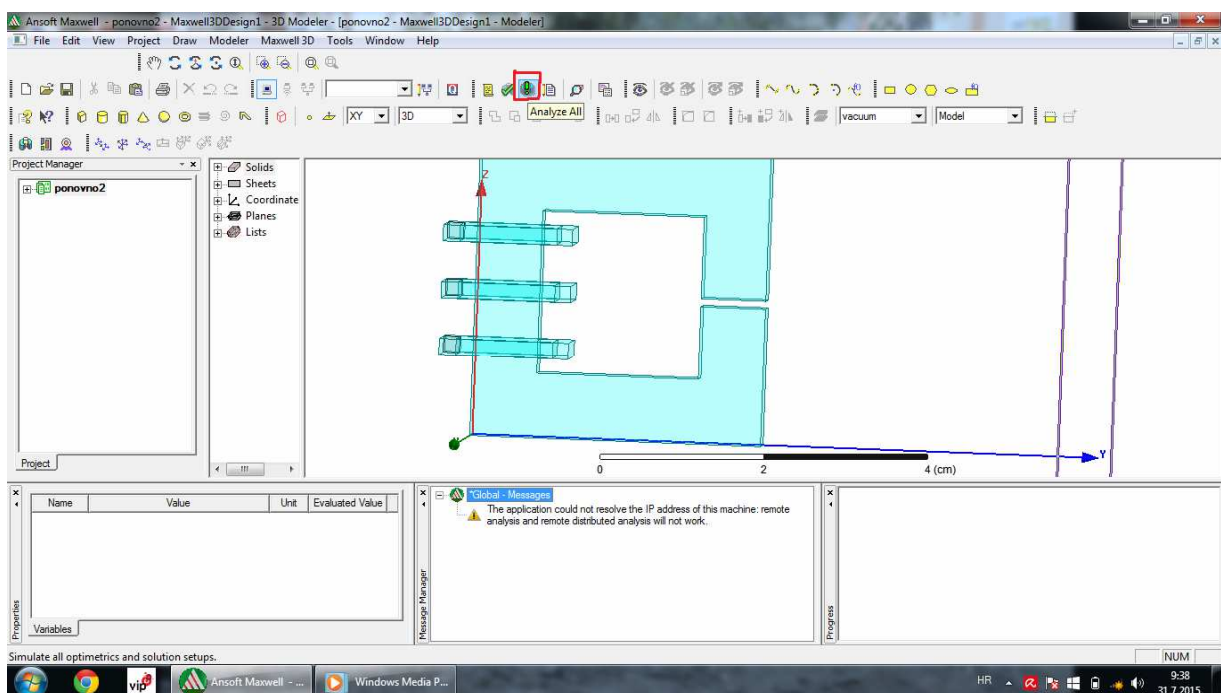 Ansoft Maxwell - ponovno2 - Maxwell3DDesign1 - 3D Modeler - [ponovno2 - Maxwell3DDesign1 - Modeler]
File Edit View Project Draw Modeler Maxwell 3D Tools Window Help
Analyze All
XY 3D vacuum Model
Project Manager
ponovno2
Project
Solids
Sheets
Coordinate
Planes
Lists
Z
Y
0 2 4 (cm)
Name Value Unit Evaluated Value
Variables
Properties
*Global - Messages
The application could not resolve the IP address of this machine: remote
analysis and remote distributed analysis will not work.
Message Manager
Progress
Simulate all optimetrics and solution setups.
NUM
vip
Ansoft Maxwell - ...
Windows Media P...
HR
9:38
31.7.2015